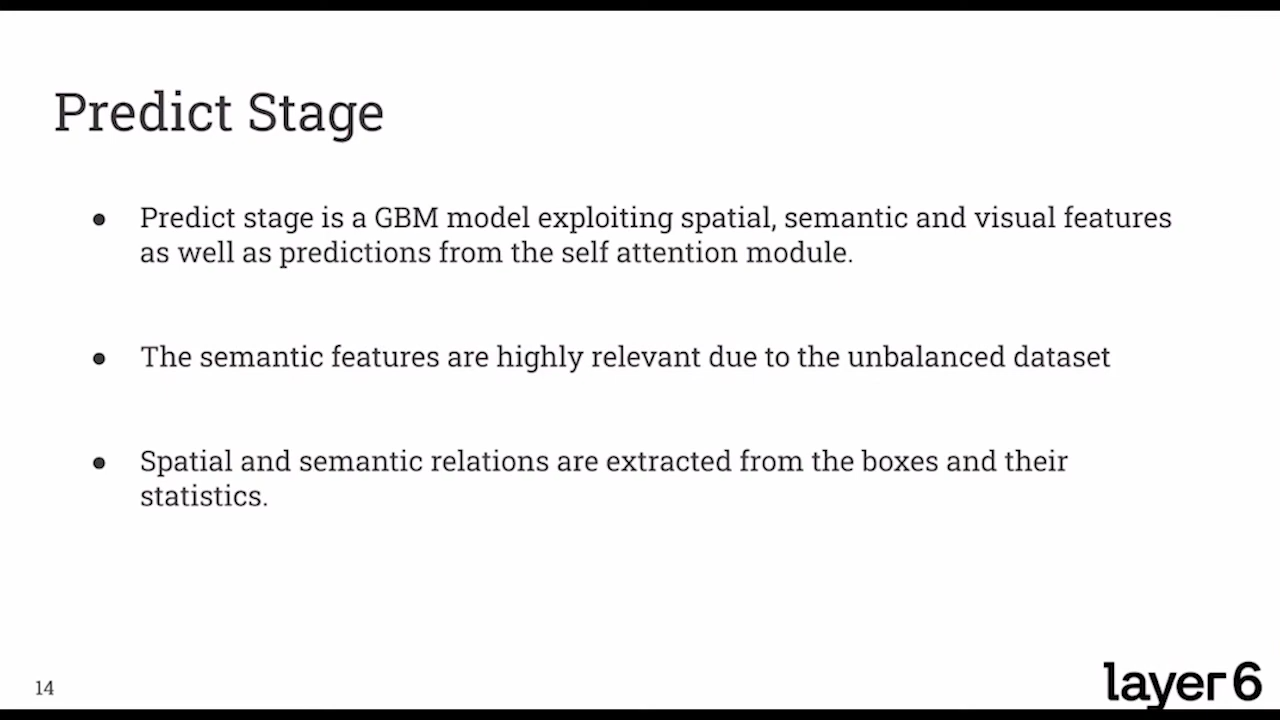 Predict Stage
● Predict stage is a GBM model exploiting spatial, semantic and visual features
as well as predictions from the self attention module.
● The semantic features are highly relevant due to the unbalanced dataset
● Spatial and semantic relations are extracted from the boxes and their
statistics.
14
layer 6